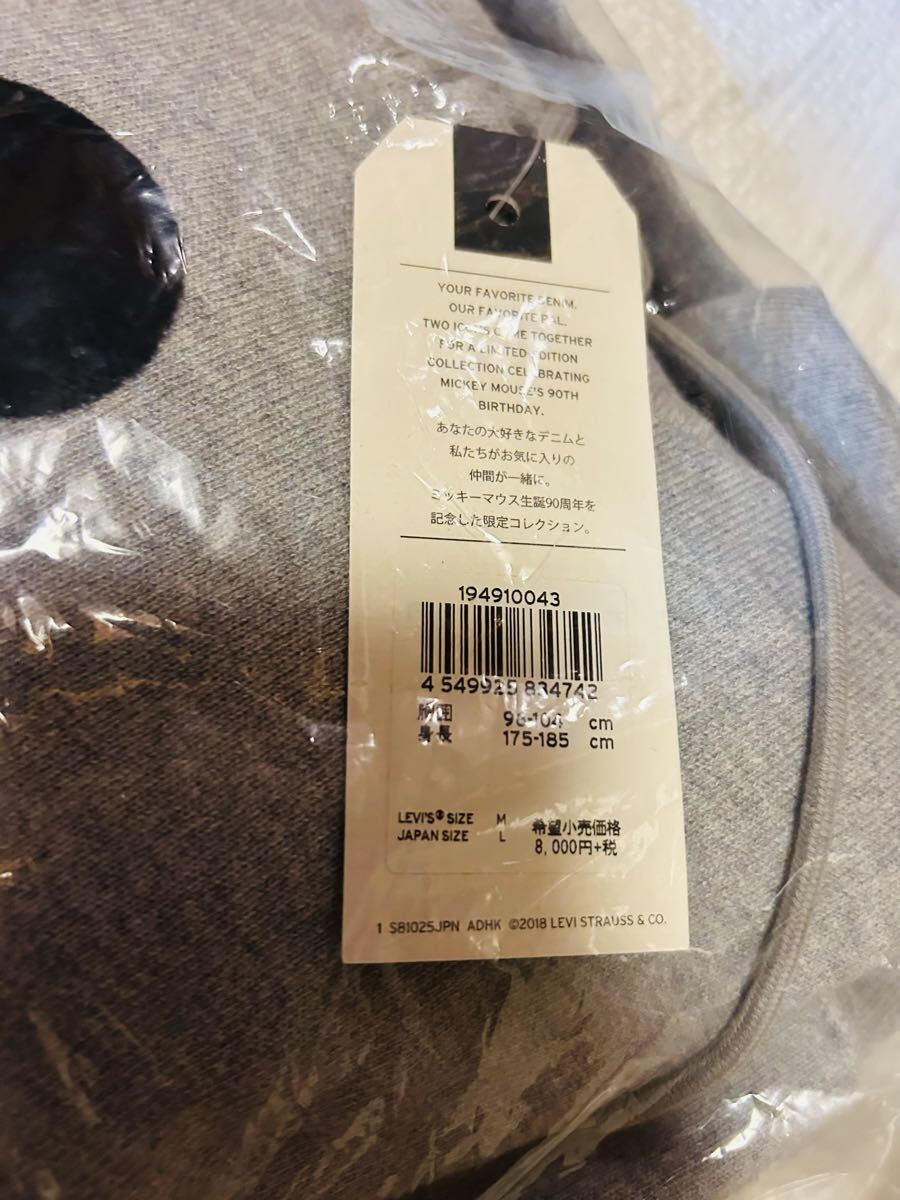 YOUR FAVORITE DENIM.
OUR FAVORITE PAL.
TWO ICONS COME TOGETHER
FOR A LIMITED-EDITION
COLLECTION CELEBRATING
MICKEY MOUSE'S 90TH
BIRTHDAY.
あなたの大好きなデニムと
私たちがお気に入りの
仲間が一緒に。
ミッキーマウス生誕90周年を
記念した限定コレクション。
194910043
4 549925 834742
胸囲 96-104 cm
身長 175-185 cm
LEVI'S® SIZE M
JAPAN SIZE L
希望小売価格
8,000円+税
1 S81025JPN ADHK ©2018 LEVI STRAUSS & CO.